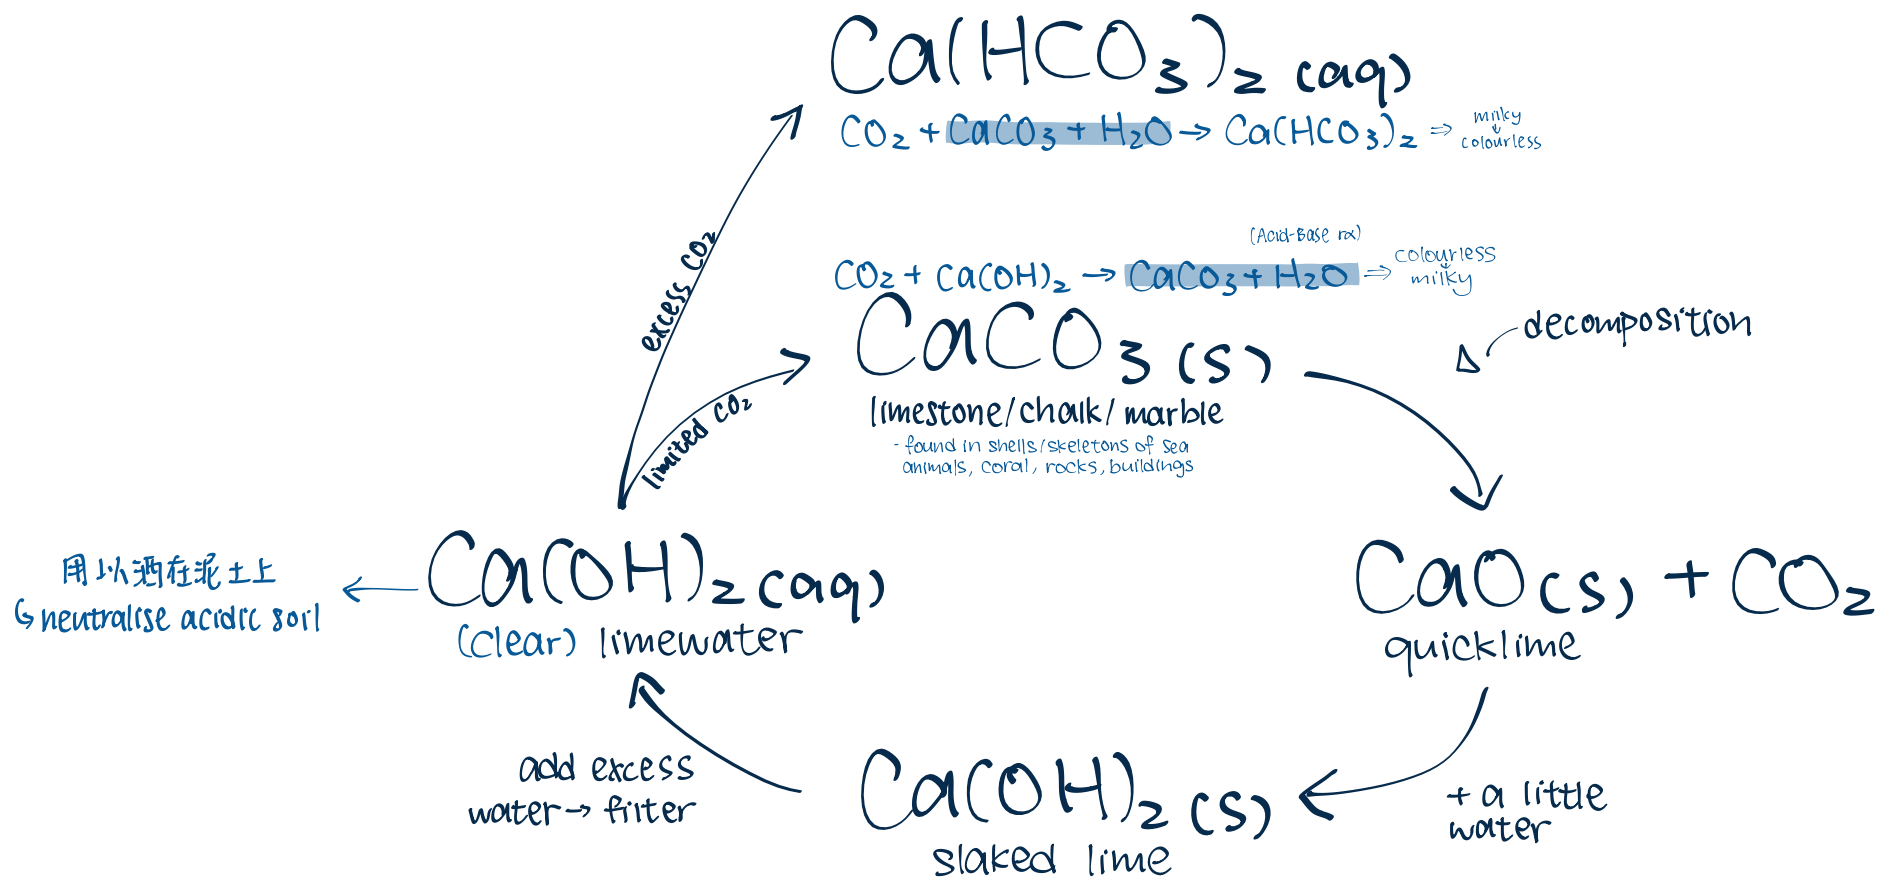 Ca(HCO₃)₂ (aq)
CO₂ + CaCO₃ + H₂O → Ca(HCO₃)₂ ⇒ milky
↓
colourless
excess CO₂
(Acid-Base rx)
CO₂ + Ca(OH)₂ → CaCO₃ + H₂O ⇒ colourless
↓
milky
CaCO₃ (s)
limestone/chalk/marble
- found in shells/skeletons of sea
animals, coral, rocks, buildings
limited CO₂
Δ
decomposition
Ca(OH)₂ (aq)
(clear) limewater
用以洒在泥土上
↳ neutralise acidic soil
CaO(s) + CO₂
quicklime
+ a little
water
Ca(OH)₂ (s)
slaked lime
add excess
water → filter